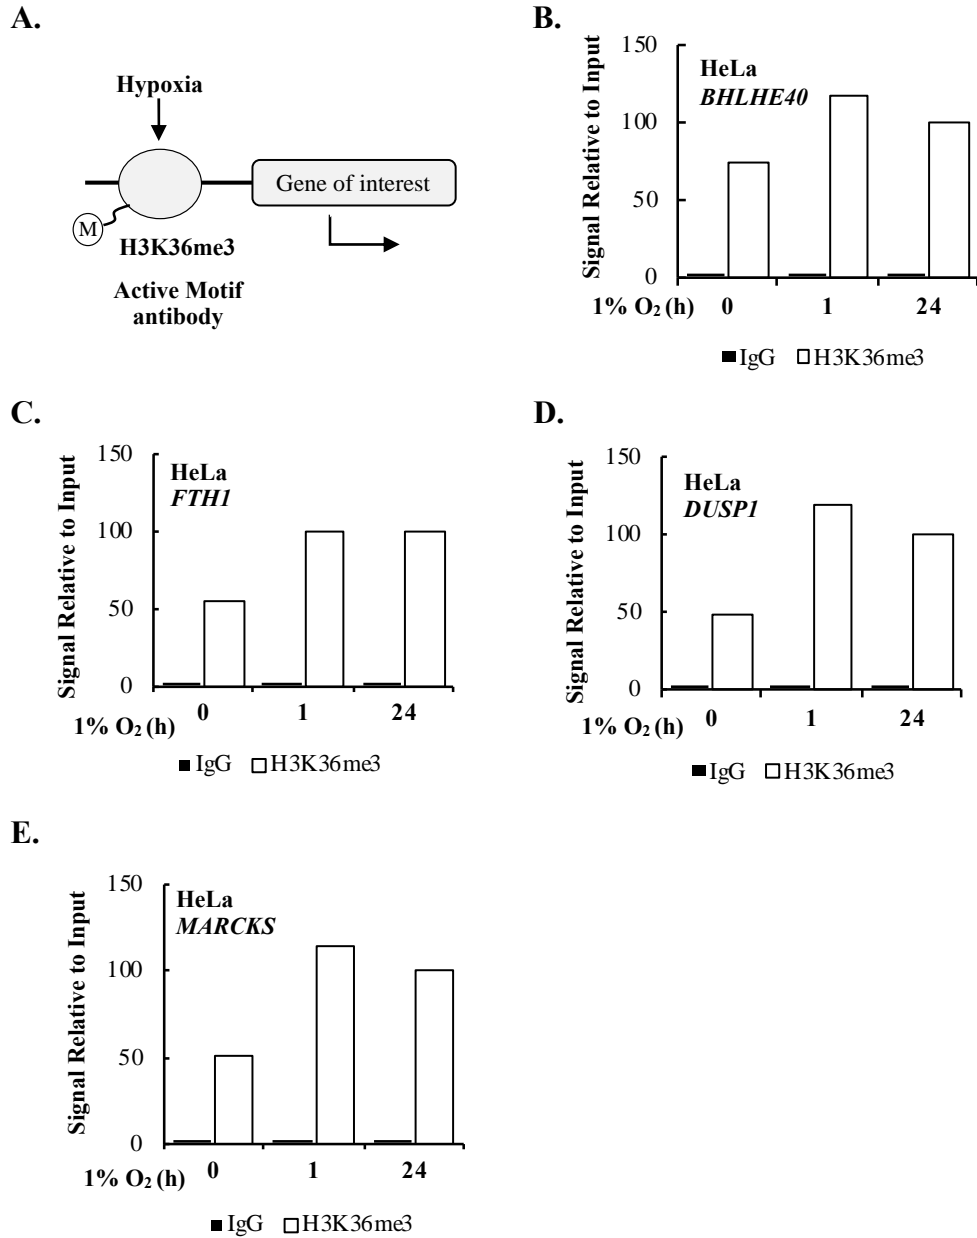 A.
Hypoxia
Gene of interest
M
H3K36me3
Active Motif
antibody
B.
Signal Relative to Input
150
100
50
0
HeLa
BHLHE40
1% O₂ (h)
0 1 24
IgG H3K36me3
C.
Signal Relative to Input
150
100
50
0
HeLa
FTH1
1% O₂ (h)
0 1 24
IgG H3K36me3
D.
Signal Relative to Input
150
100
50
0
HeLa
DUSP1
1% O₂ (h)
0 1 24
IgG H3K36me3
E.
Signal Relative to Input
150
100
50
0
HeLa
MARCKS
1% O₂ (h)
0 1 24
IgG H3K36me3